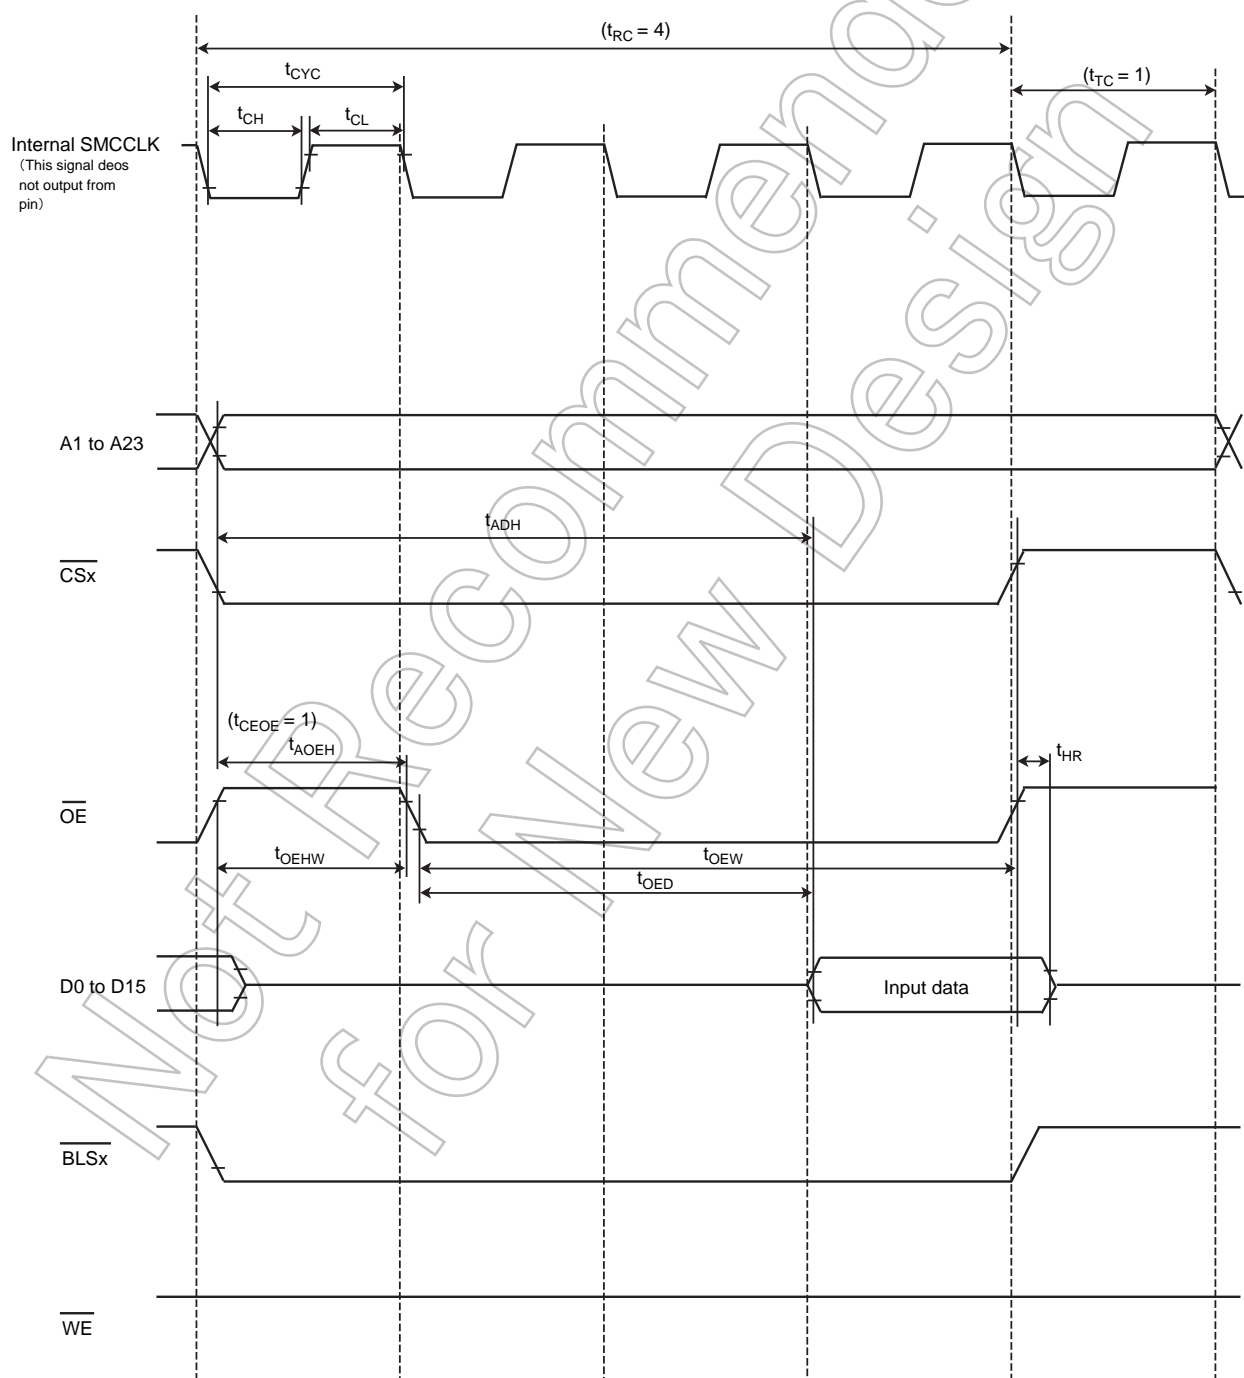 (tRC = 4)
tCYC
(tTC = 1)
tCH
tCL
Internal SMCCLK
（This signal deos
not output from
pin）
A1 to A23
tADH
CSx
(tCEOE = 1)
tAOEH
tHR
OE
tOEHW
tOEW
tOED
D0 to D15
Input data
BLSx
WE
Not Recommended
for New Design